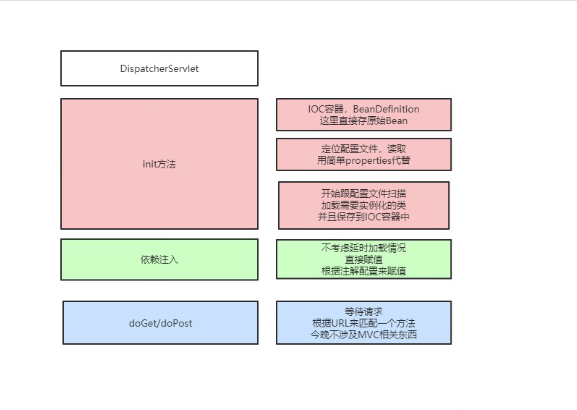 DispatcherServlet
init方法
IOC容器，BeanDefinition
这里直接存原始Bean
定位配置文件，读取
用简单properties代替
开始跟配置文件扫描
加载需要实例化的类
并且保存到IOC容器中
依赖注入
不考虑延时加载情况
直接赋值
根据注解配置来赋值
doGet/doPost
等待请求
根据URL来匹配一个方法
今晚不涉及MVC相关东西